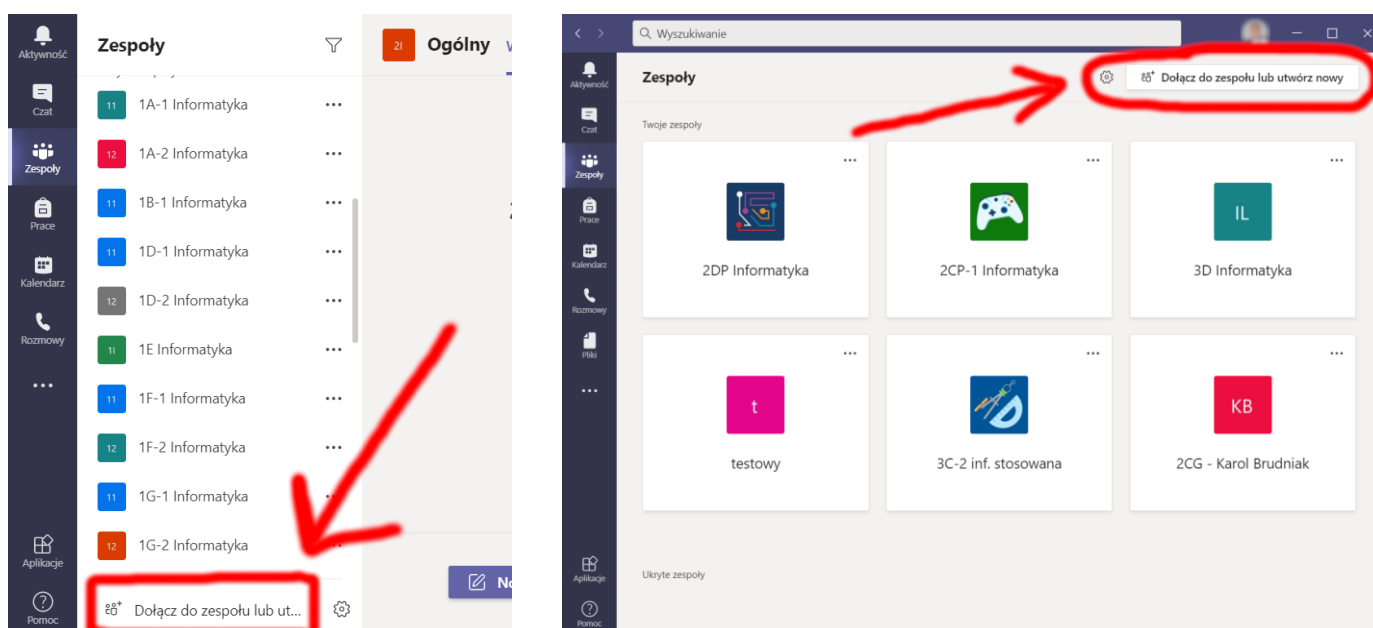 Aktywność
Czat
Zespoły
Prace
Kalendarz
Rozmowy
Aplikacje
Pomoc
Zespoły
11 1A-1 Informatyka
12 1A-2 Informatyka
11 1B-1 Informatyka
11 1D-1 Informatyka
12 1D-2 Informatyka
1I 1E Informatyka
11 1F-1 Informatyka
12 1F-2 Informatyka
11 1G-1 Informatyka
12 1G-2 Informatyka
Dołącz do zespołu lub ut...
2I Ogólny
Wyszukiwanie
Aktywność
Czat
Zespoły
Prace
Kalendarz
Rozmowy
Pliki
Aplikacje
Pomoc
Zespoły
Dołącz do zespołu lub utwórz nowy
Twoje zespoły
2DP Informatyka
2CP-1 Informatyka
IL
3D Informatyka
t
testowy
3C-2 inf. stosowana
KB
2CG - Karol Brudniak
Ukryte zespoły